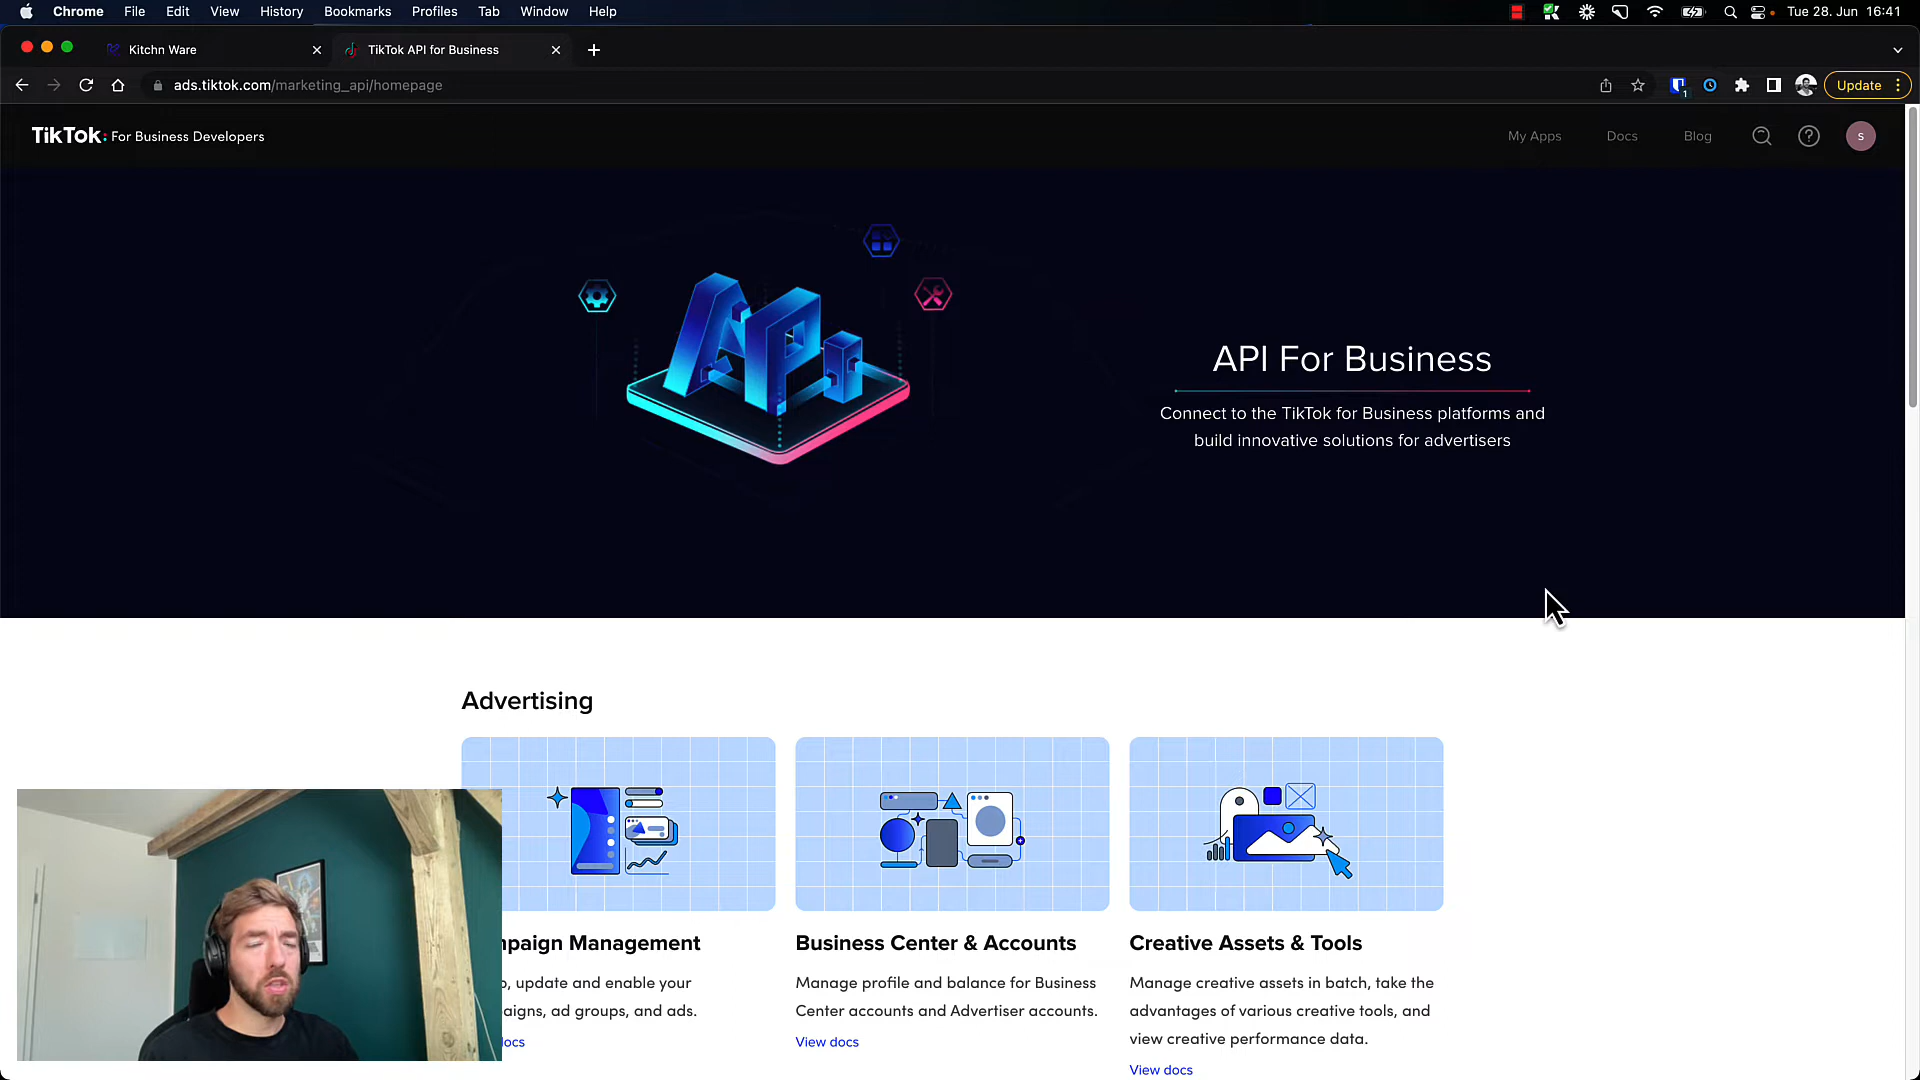 Chrome File Edit View History Bookmarks Profiles Tab Window Help
Tue 28. Jun 16:41
Kitchn Ware
TikTok API for Business
ads.tiktok.com/marketing_api/homepage
1
Update
TikTok: For Business Developers
My Apps
Docs
Blog
S
API For Business
Connect to the TikTok for Business platforms and
build innovative solutions for advertisers
Advertising
paign Management
, update and enable your
aigns, ad groups, and ads.
docs
Business Center & Accounts
Manage profile and balance for Business
Center accounts and Advertiser accounts.
View docs
Creative Assets & Tools
Manage creative assets in batch, take the
advantages of various creative tools, and
view creative performance data.
View docs